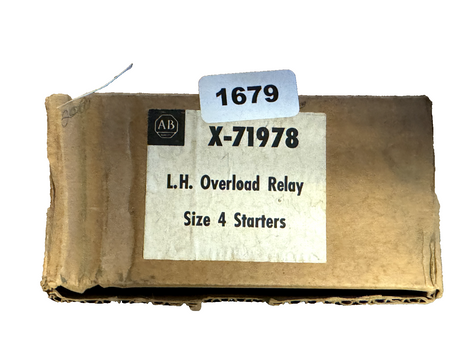 1679
AB
X-71978
L.H. Overload Relay
Size 4 Starters